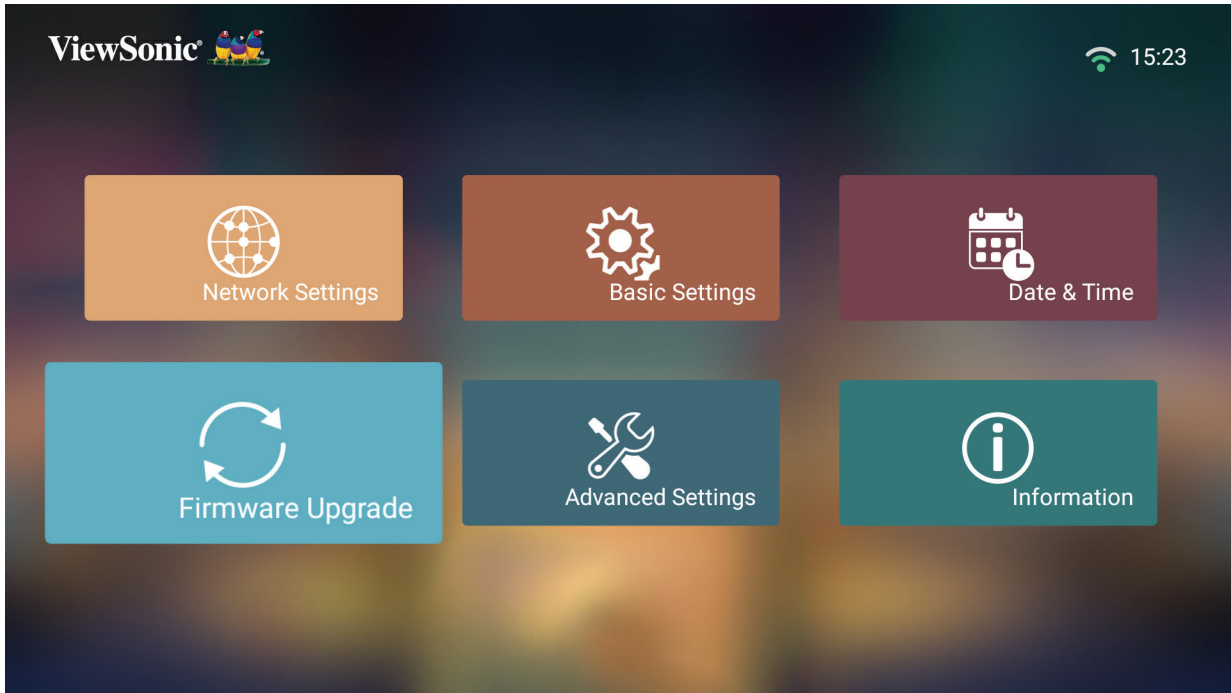 ViewSonic®
15:23
Network Settings
Basic Settings
Date & Time
Firmware Upgrade
Advanced Settings
Information